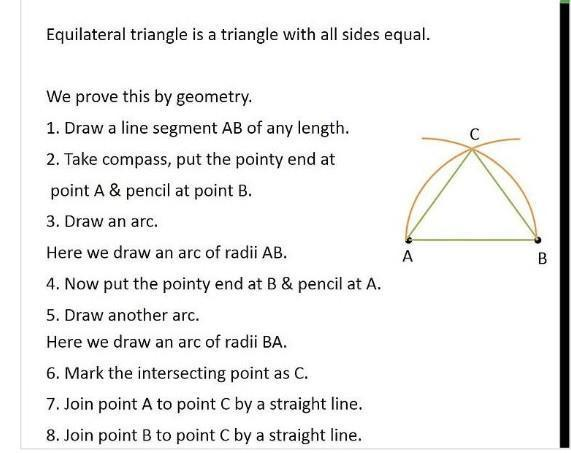 Equilateral triangle is a triangle with all sides equal.
We prove this by geometry.
1. Draw a line segment AB of any length.
2. Take compass, put the pointy end at
point A & pencil at point B.
3. Draw an arc.
Here we draw an arc of radii AB.
4. Now put the pointy end at B & pencil at A.
5. Draw another arc.
Here we draw an arc of radii BA.
6. Mark the intersecting point as C.
7. Join point A to point C by a straight line.
8. Join point B to point C by a straight line.
C
A
B